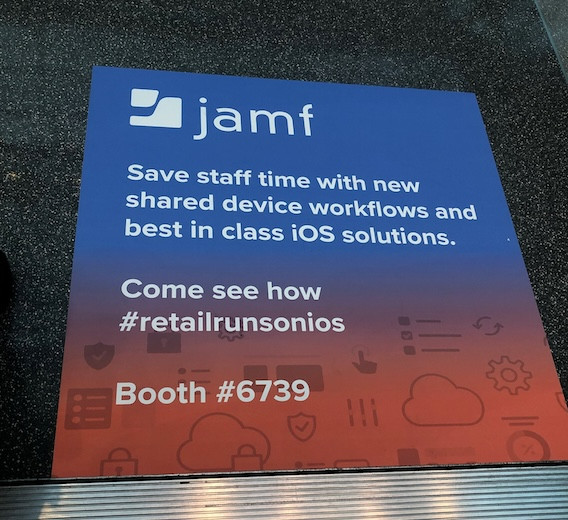 jamf
Save staff time with new
shared device workflows and
best in class iOS solutions.
Come see how
#retailrunsonios
Booth #6739